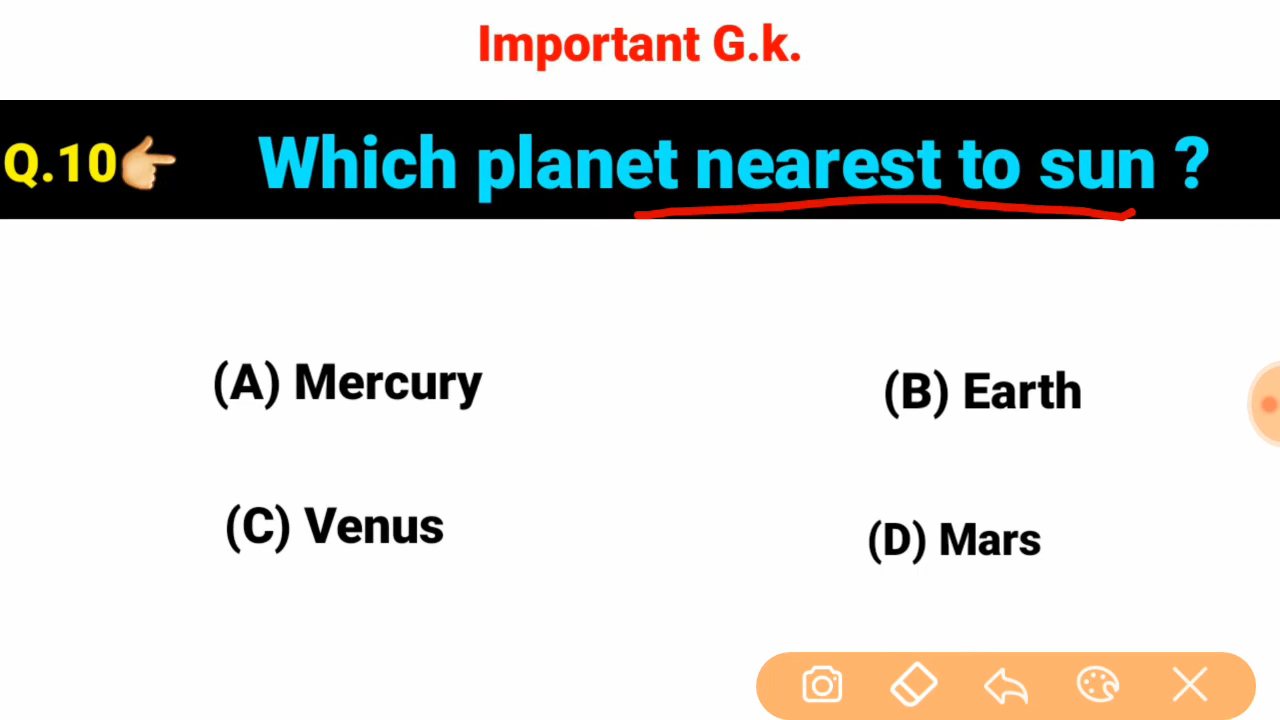 Important G.k.
Q.10👉 Which planet nearest to sun ?
(A) Mercury
(B) Earth
(C) Venus
(D) Mars